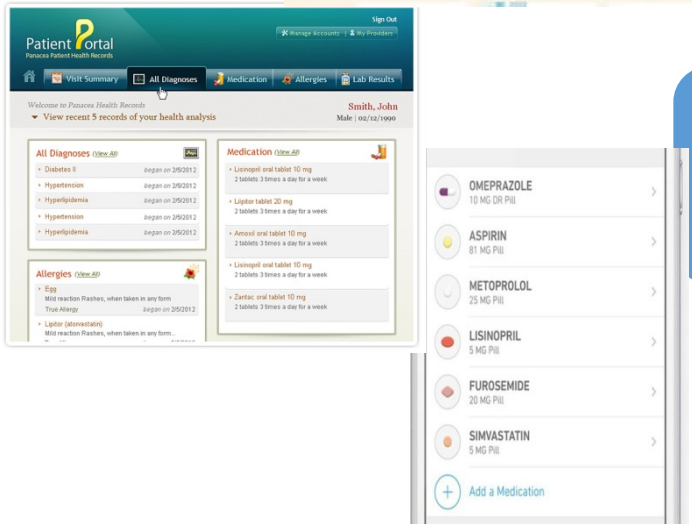 Sign Out
Patient Portal
Panacea Patient Health Records
Manage Accounts | My Providers
Visit Summary All Diagnoses Medication Allergies Lab Results
Welcome to Panacea Health Records
View recent 5 records of your health analysis
Smith, John
Male | 02/12/1990
All Diagnoses (View All)
Diabetes II began on 2/5/2012
Hypertension began on 2/5/2012
Hyperlipidemia began on 2/5/2012
Hypertension began on 2/5/2012
Hyperlipidemia began on 2/5/2012
Medication (View All)
Lisinopril oral tablet 10 mg
2 tablets 3 times a day for a week
Lipitor tablet 20 mg
2 tablets 3 times a day for a week
Amoxil oral tablet 10 mg
2 tablets 3 times a day for a week
Lisinopril oral tablet 10 mg
2 tablets 3 times a day for a week
Zantac oral tablet 10 mg
2 tablets 3 times a day for a week
Allergies (View All)
Egg
Mild reaction Rashes, when taken in any form
True Allergy began on 2/5/2012
Lipitor (atorvastatin)
Mild reaction Rashes, when taken in any form...
OMEPRAZOLE
10 MG DR Pill
ASPIRIN
81 MG Pill
METOPROLOL
25 MG Pill
LISINOPRIL
5 MG Pill
FUROSEMIDE
20 MG Pill
SIMVASTATIN
5 MG Pill
Add a Medication